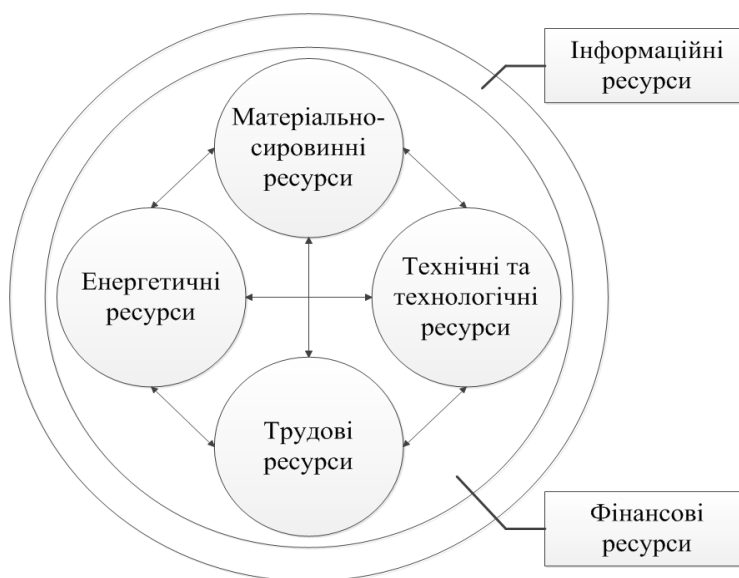 Інформаційні
ресурси
Матеріально-
сировинні
ресурси
Енергетичні
ресурси
Технічні та
технологічні
ресурси
Трудові
ресурси
Фінансові
ресурси